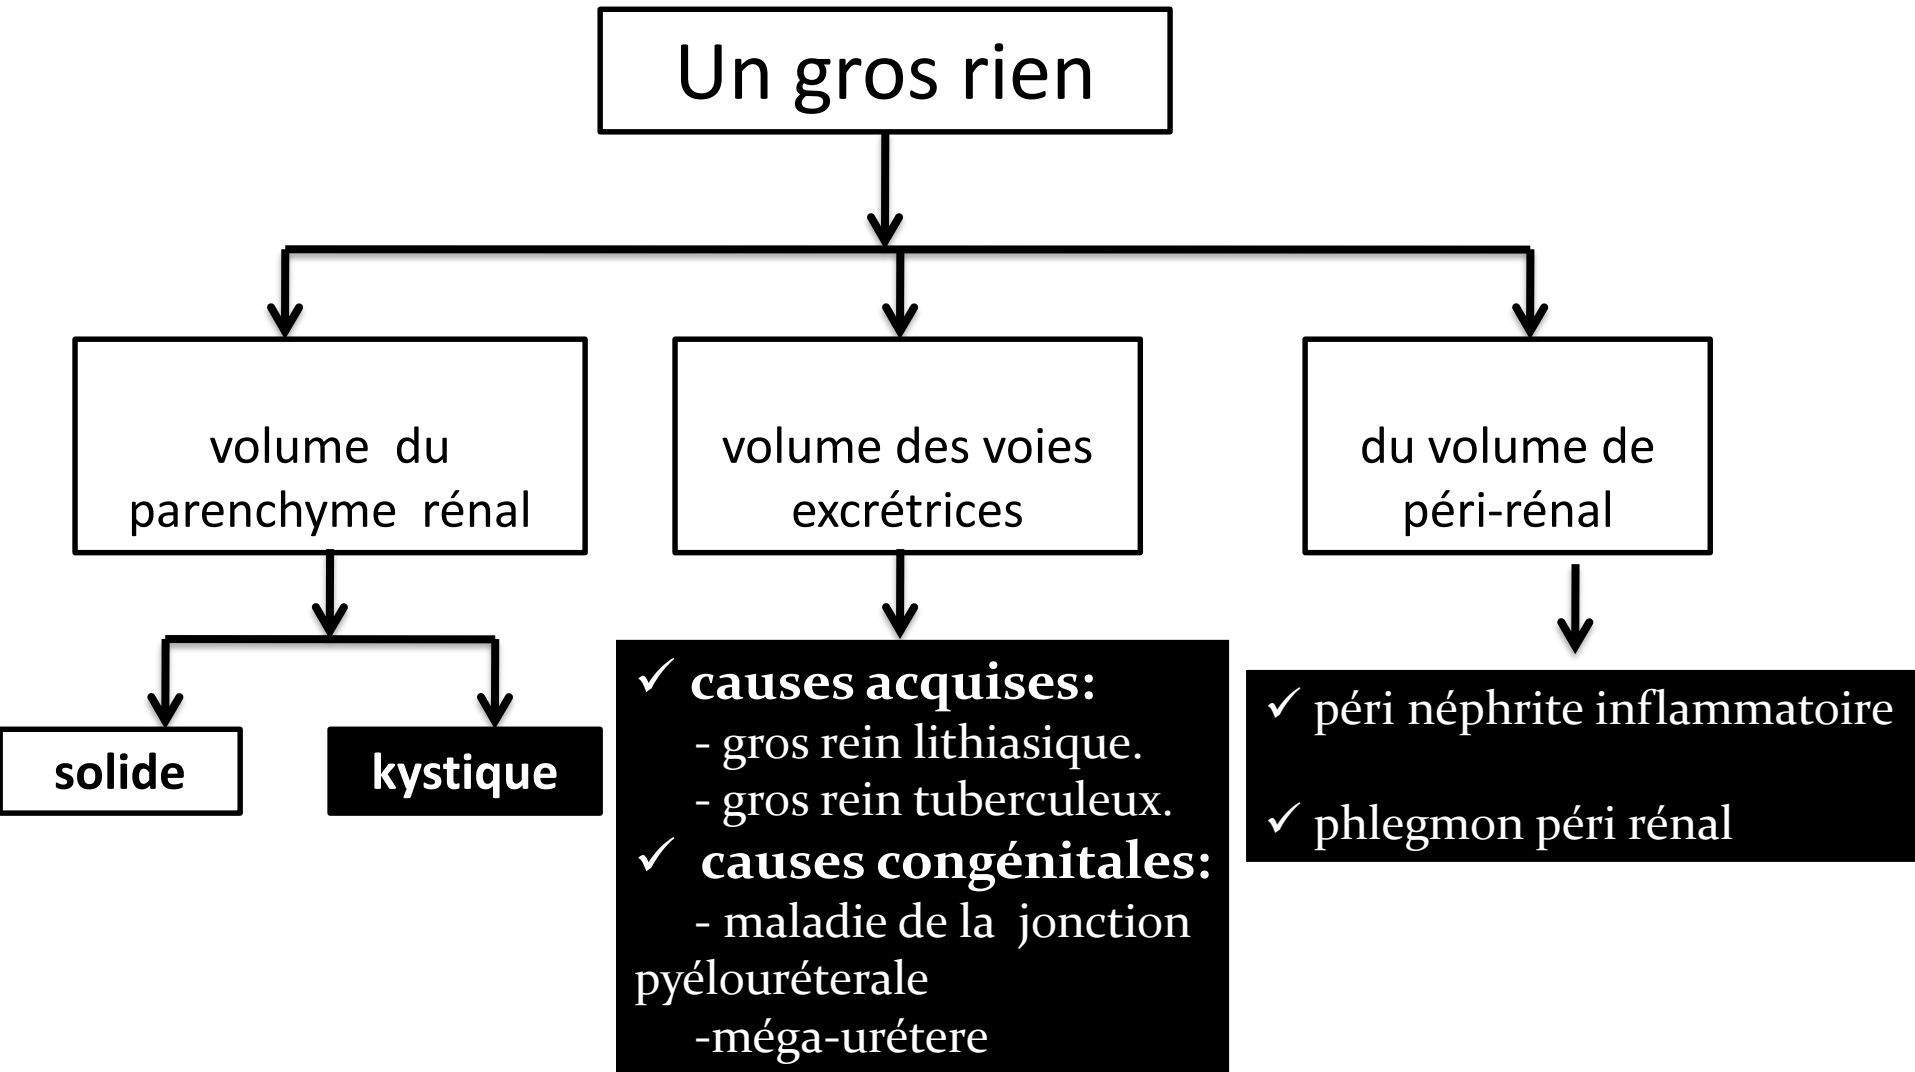 Un gros rien
volume du
parenchyme rénal
volume des voies
excrétrices
du volume de
péri-rénal
solide
kystique
✓ causes acquises:
- gros rein lithiasique.
- gros rein tuberculeux.
✓ causes congénitales:
- maladie de la jonction
pyélouréterale
-méga-urétere
✓ péri néphrite inflammatoire
✓ phlegmon péri rénal